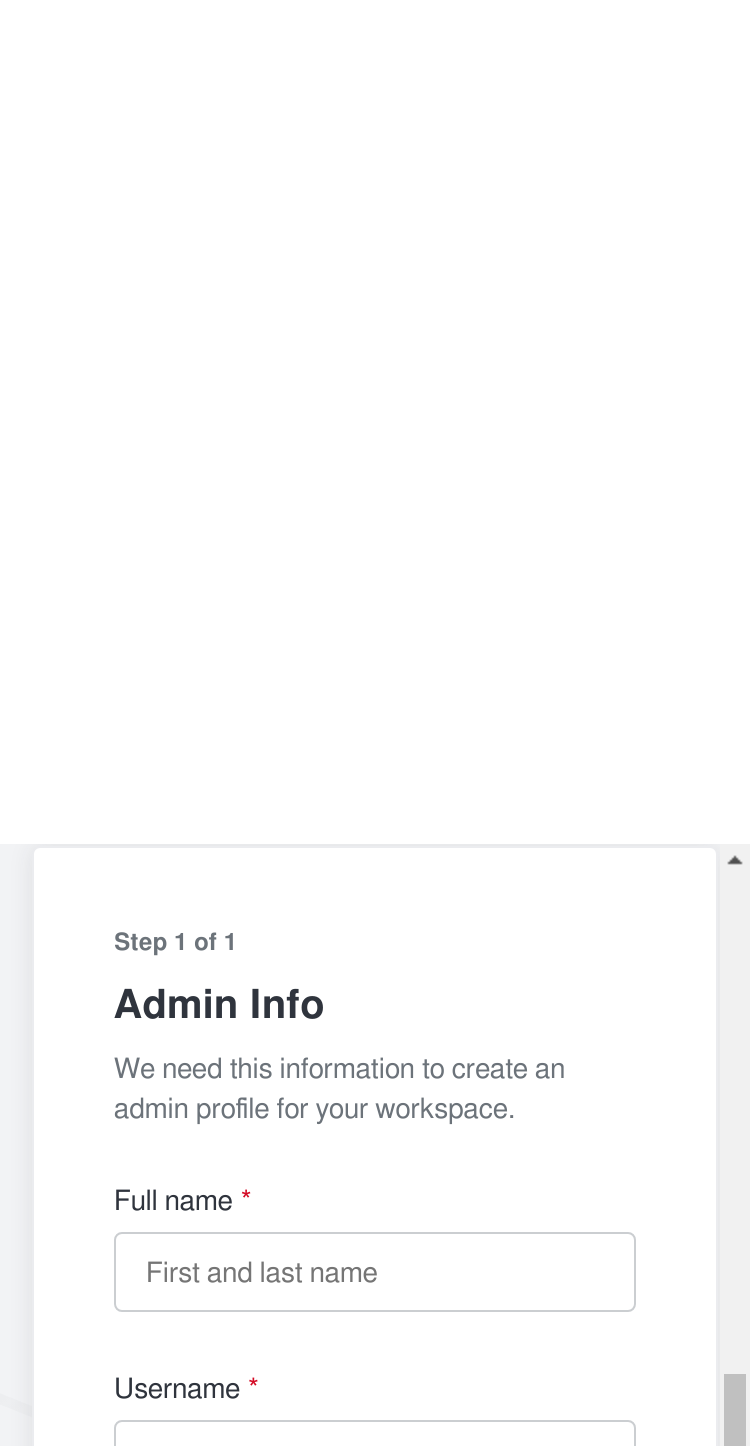 Step 1 of 1
Admin Info
We need this information to create an
admin profile for your workspace.
Full name *
First and last name
Username *